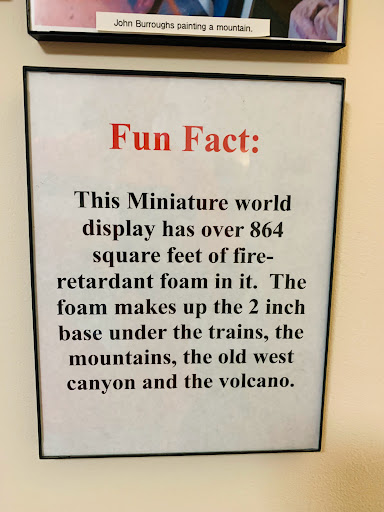 John Burroughs painting a mountain.
Fun Fact:
This Miniature world
display has over 864
square feet of fire-
retardant foam in it.  The
foam makes up the 2 inch
base under the trains, the
mountains, the old west
canyon and the volcano.